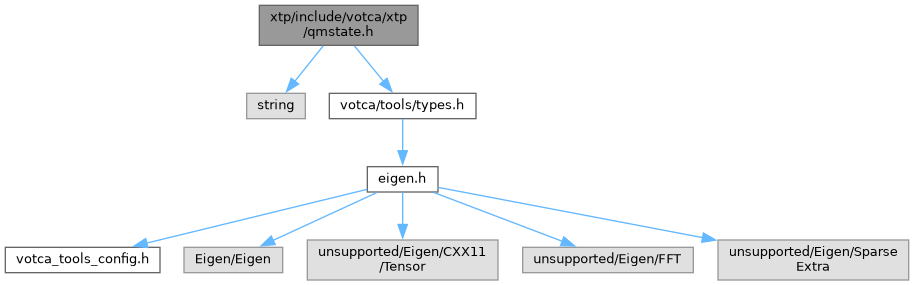 xtp/include/votca/xtp
/qmstate.h
string
votca/tools/types.h
eigen.h
votca_tools_config.h
Eigen/Eigen
unsupported/Eigen/CXX11
/Tensor
unsupported/Eigen/FFT
unsupported/Eigen/Sparse
Extra